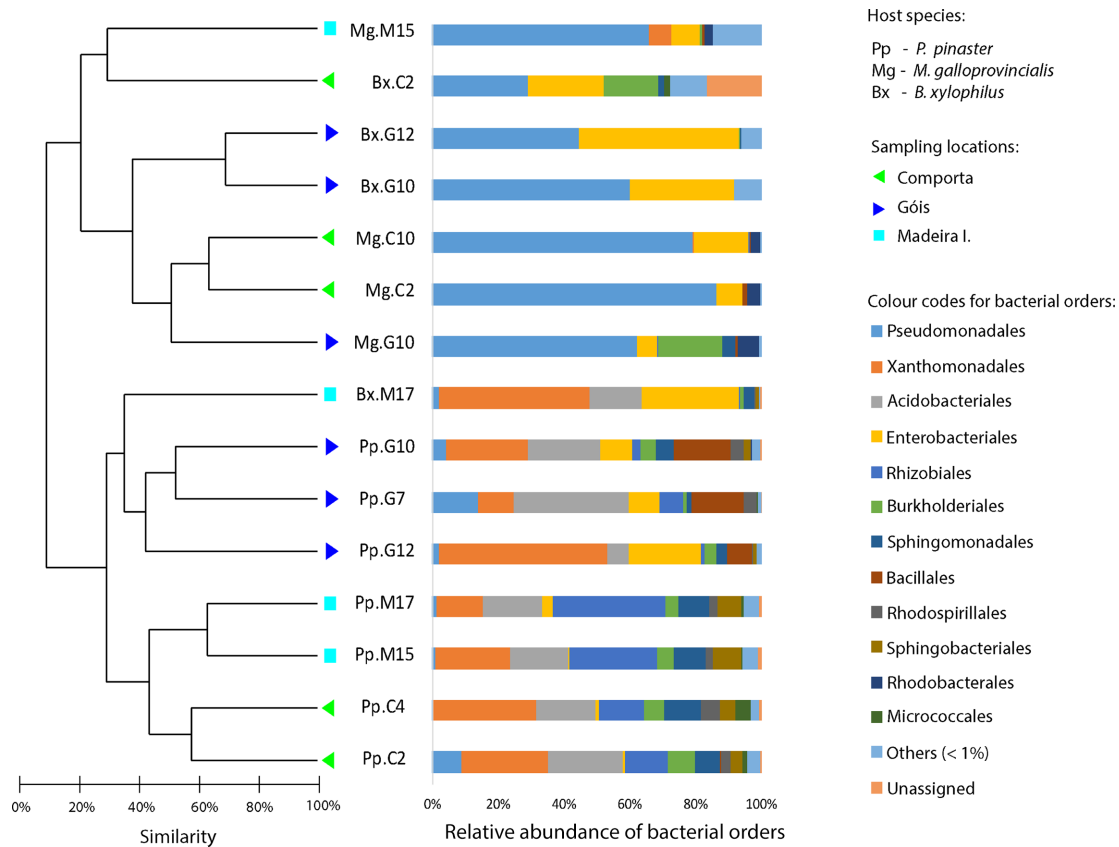 Mg.M15
Bx.C2
Bx.G12
Bx.G10
Mg.C10
Mg.C2
Mg.G10
Bx.M17
Pp.G10
Pp.G7
Pp.G12
Pp.M17
Pp.M15
Pp.C4
Pp.C2
0% 20% 40% 60% 80% 100%
Similarity
0% 20% 40% 60% 80% 100%
Relative abundance of bacterial orders
Host species:
Pp - P. pinaster
Mg - M. galloprovincialis
Bx - B. xylophilus
Sampling locations:
Comporta
Góis
Madeira I.
Colour codes for bacterial orders:
Pseudomonadales
Xanthomonadales
Acidobacteriales
Enterobacteriales
Rhizobiales
Burkholderiales
Sphingomonadales
Bacillales
Rhodospirillales
Sphingobacteriales
Rhodobacterales
Micrococcales
Others (< 1%)
Unassigned